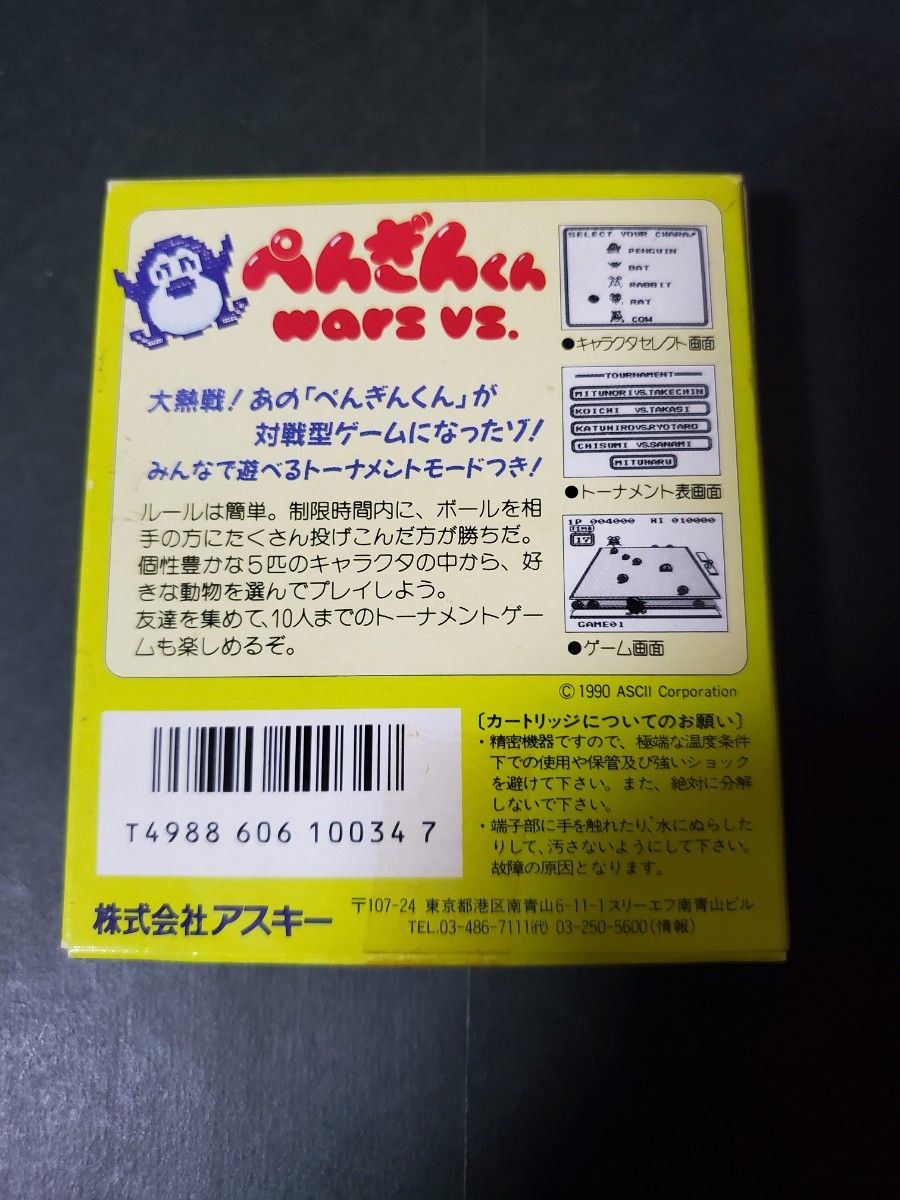 ぺんぎんくん
wars vs.
大熱戦！あの「ぺんぎんくん」が
対戦型ゲームになったゾ！
みんなで遊べるトーナメントモードつき！
ルールは簡単。制限時間内に、ボールを相
手の方にたくさん投げこんだ方が勝ちだ。
個性豊かな5匹のキャラクタの中から、好
きな動物を選んでプレイしよう。
友達を集めて、10人までのトーナメントゲー
ムも楽しめるぞ。
SELECT YOUR CHARA!
PENGUIN
BAT
RABBIT
RAT
COW
●キャラクタセレクト画面
TOURNAMENT
MITUNORI VS.TAKECHIN
KOICHI VS.TAKASI
KATUHIRO VS.RYOTARO
CHISUMI VS.SANAMI
MITUHARU
●トーナメント表画面
1P 004000 HI 010000
TIME
17
GAME01
●ゲーム画面
© 1990 ASCII Corporation
T4988 606 10034 7
〔カートリッジについてのお願い〕
・精密機器ですので、極端な温度条件
下での使用や保管及び強いショック
を避けて下さい。また、絶対に分解
しないで下さい。
・端子部に手を触れたり、水にぬらした
りして、汚さないようにして下さい。
故障の原因となります。
株式会社アスキー
〒107-24 東京都港区南青山6-11-1スリーエフ南青山ビル
TEL.03-486-7111㈹ 03-250-5600(情報)